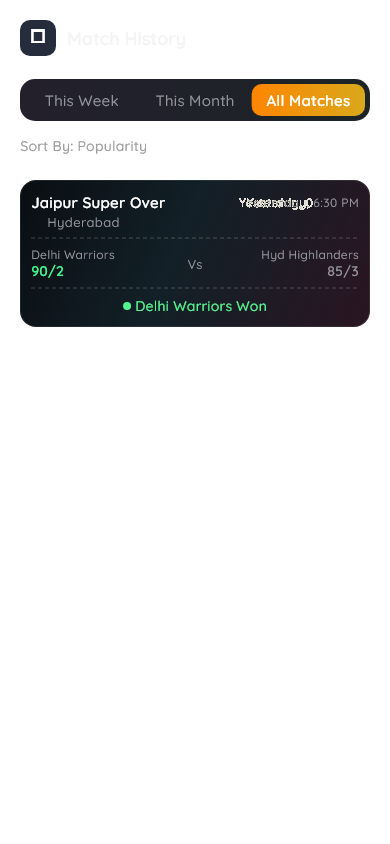 Match History
This Week This Month All Matches
Sort By: Popularity
Jaipur Super Over 6:30 PM
Hyderabad
Delhi Warriors Hyd Highlanders
90/2 Vs 85/3
Delhi Warriors Won